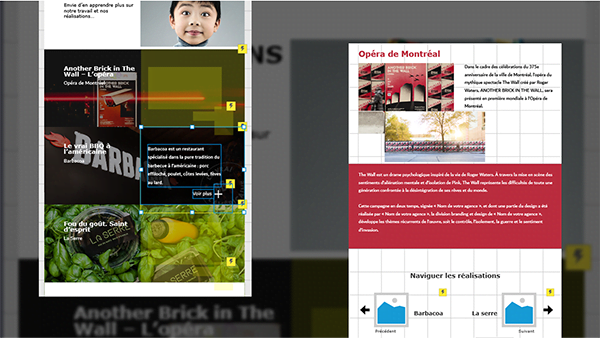 Envie d'en apprendre plus sur
notre travail et nos
réalisations...
Another Brick in The
Wall – L'opéra
Opéra de Montréal
Le vrai BBQ à
l'américaine
Barbacoa
Barbacoa est un restaurant
spécialisé dans la pure tradition du
barbecue à l'américaine : porc
effiloché, poulet, côtes levées, fèves
au lard.
Voir plus
Fou du goût. Saint
d'esprit
La Serre
LA SERRE
Another Brick in The
Wall – L'opéra
Opéra de Montréal
Dans le cadre des célébrations du 375e
anniversaire de la ville de Montréal, l'opéra du
mythique spectacle The Wall créé par Roger
Waters, ANOTHER BRICK IN THE WALL, sera
présenté en première mondiale à l'Opéra de
Montréal.
The Wall est un drame psychologique inspiré de la vie de Roger Waters. À travers la mise en scène des
sentiments d'aliénation mentale et d'isolation de Pink, The Wall représente les difficultés de toute une
génération confrontée à la désintégration de ses rêves et du monde.
Cette campagne en deux temps, signée « Nom de votre agence », et dont une partie du design a été
réalisée par « Nom de votre agence », la division branding et design de « Nom de votre agence »,
développe les thèmes récurrents de l'œuvre, soit le contrôle, l'isolement, la guerre et le sentiment
d'invasion.
Naviguer les réalisations
Barbacoa
La serre
Précédent
Suivant